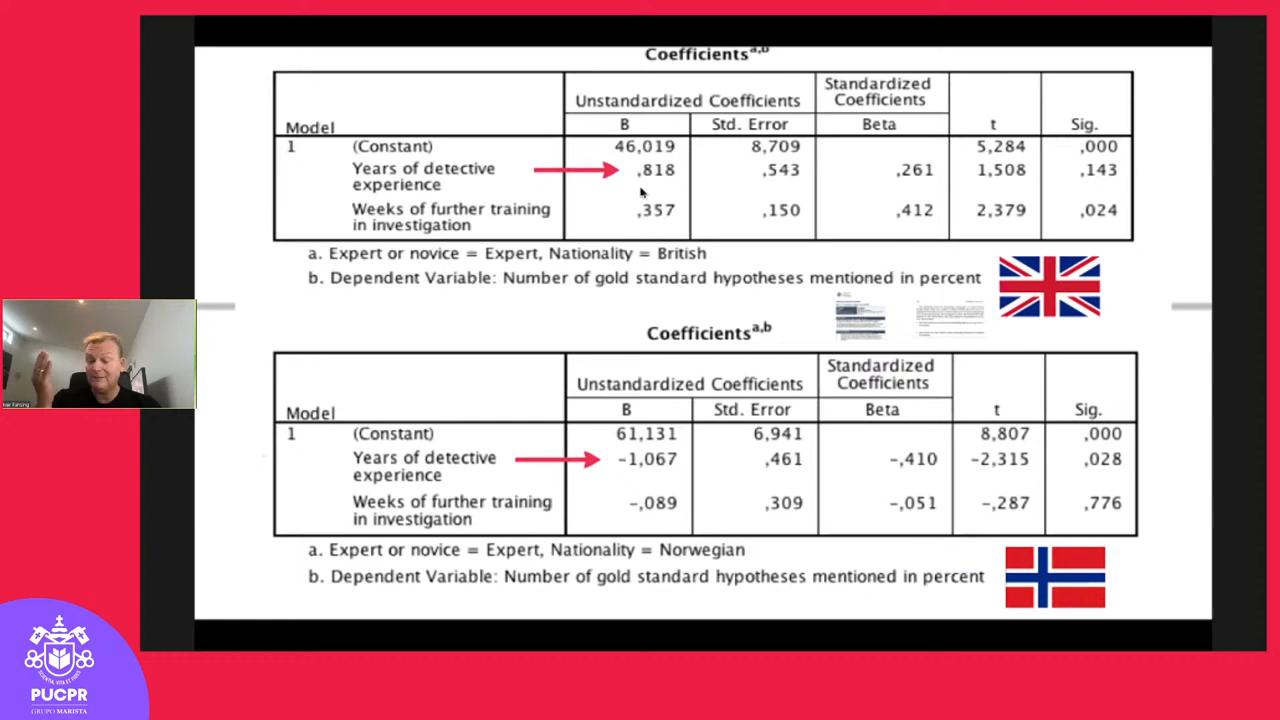 Coefficients a,b
Unstandardized Coefficients
Standardized Coefficients
Model B Std. Error Beta t Sig.
1 (Constant) 46,019 8,709 5,284 ,000
Years of detective experience ,818 ,543 ,261 1,508 ,143
Weeks of further training in investigation ,357 ,150 ,412 2,379 ,024
a. Expert or novice = Expert, Nationality = British
b. Dependent Variable: Number of gold standard hypotheses mentioned in percent
Coefficients a,b
Unstandardized Coefficients
Standardized Coefficients
Model B Std. Error Beta t Sig.
1 (Constant) 61,131 6,941 8,807 ,000
Years of detective experience -1,067 ,461 -,410 -2,315 ,028
Weeks of further training in investigation -,089 ,309 -,051 -,287 ,776
a. Expert or novice = Expert, Nationality = Norwegian
b. Dependent Variable: Number of gold standard hypotheses mentioned in percent
PUCPR
GRUPO MARISTA